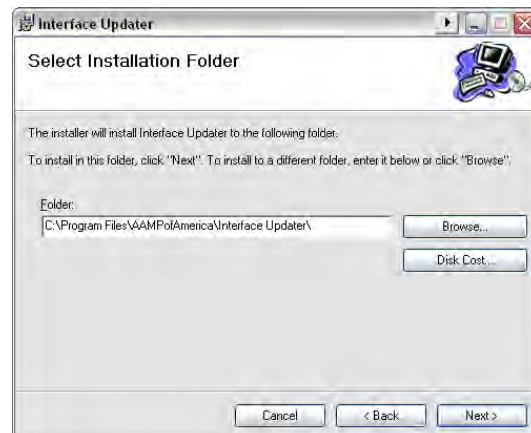 Interface Updater
Select Installation Folder
The installer will install Interface Updater to the following folder.
To install in this folder, click "Next". To install to a different folder, enter it below or click "Browse".
Folder:
C:\Program Files\AAMPofAmerica\Interface Updater\
Browse...
Disk Cost...
Cancel
< Back
Next >